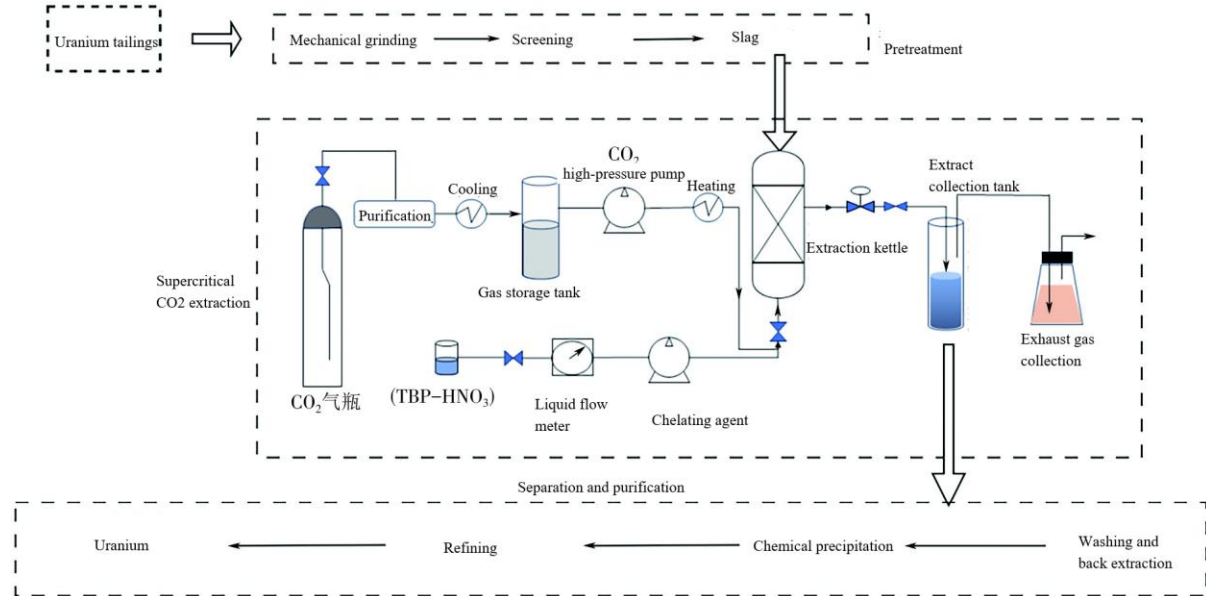 Uranium tailings
Mechanical grinding
Screening
Slag
Pretreatment
CO₂
high-pressure pump
Heating
Extract
collection tank
Cooling
Purification
Extraction kettle
Supercritical
CO2 extraction
Gas storage tank
Exhaust gas
collection
CO₂气瓶
(TBP-HNO₃)
Liquid flow
meter
Chelating agent
Separation and purification
Uranium
Refining
Chemical precipitation
Washing and
back extraction